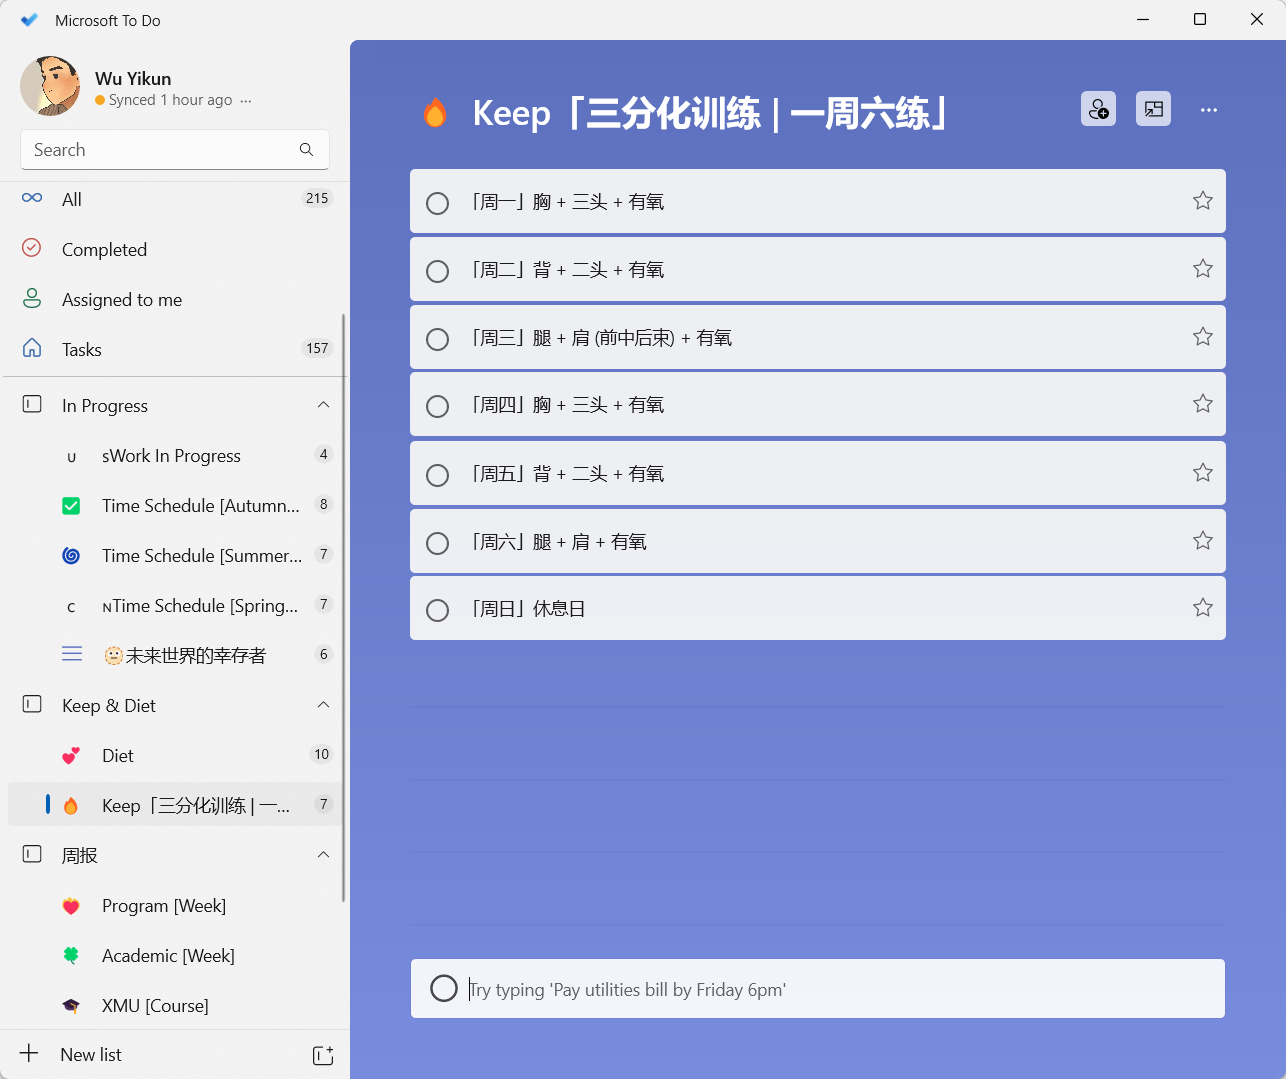 Microsoft To Do
Wu Yikun
Synced 1 hour ago ···
Search
All 215
Completed
Assigned to me
Tasks 157
In Progress
U sWork In Progress 4
Time Schedule [Autumn... 8
Time Schedule [Summer... 7
C NTime Schedule [Spring... 7
未来世界的幸存者 6
Keep & Diet
Diet 10
Keep「三分化训练 | 一... 7
周报
Program [Week]
Academic [Week]
XMU [Course]
New list
Keep「三分化训练 | 一周六练」
「周一」胸 + 三头 + 有氧
「周二」背 + 二头 + 有氧
「周三」腿 + 肩 (前中后束) + 有氧
「周四」胸 + 三头 + 有氧
「周五」背 + 二头 + 有氧
「周六」腿 + 肩 + 有氧
「周日」休息日
Try typing 'Pay utilities bill by Friday 6pm'